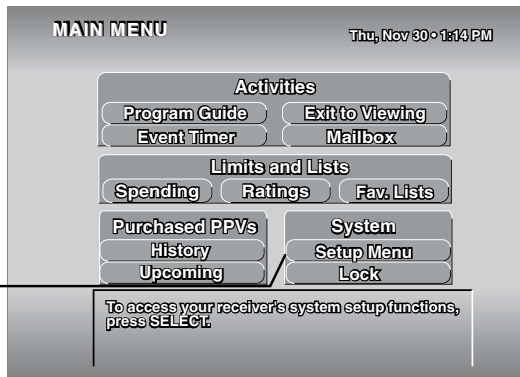 MAIN MENU
Thu, Nov 30 • 1:14 PM
Activities
Program Guide
Exit to Viewing
Event Timer
Mailbox
Limits and Lists
Spending
Ratings
Fav. Lists
Purchased PPVs
History
Upcoming
System
Setup Menu
Lock
To access your receiver's system setup functions,
press SELECT.